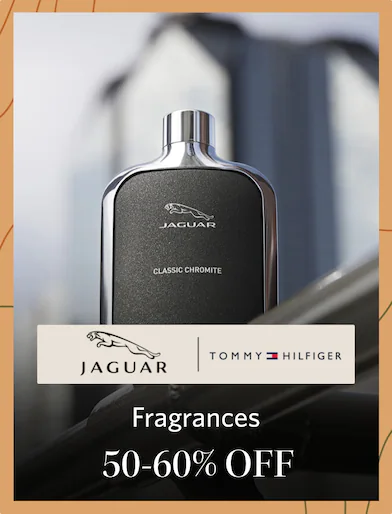 JAGUAR
CLASSIC CHROMITE
JAGUAR
TOMMY HILFIGER
Fragrances
50-60% OFF